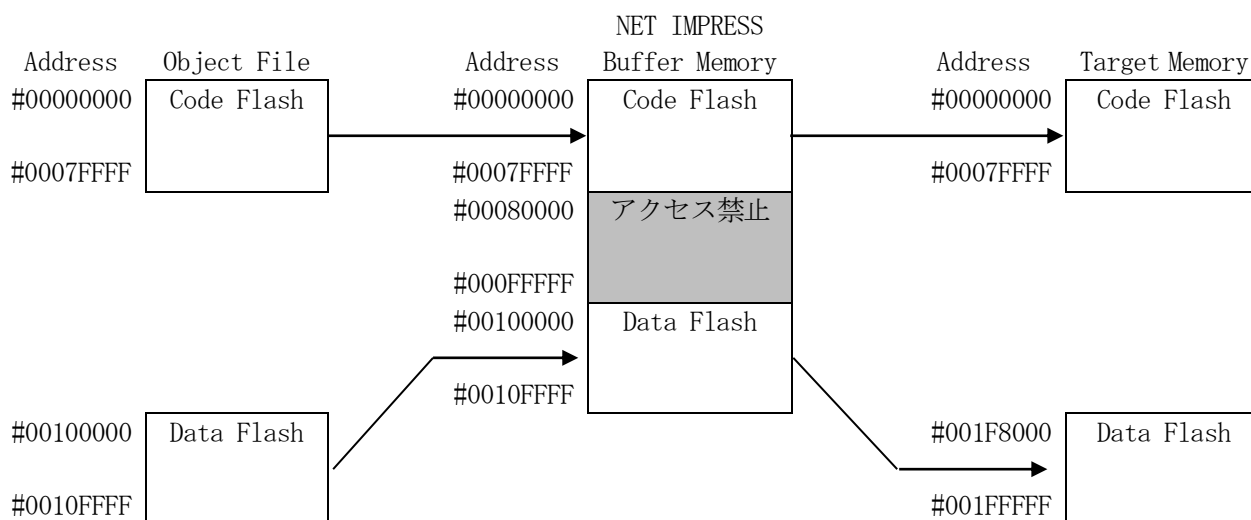 NET IMPRESS
Address Object File Address Buffer Memory Address Target Memory
#00000000 Code Flash #00000000 Code Flash #00000000 Code Flash
#0007FFFF #0007FFFF #0007FFFF
#00080000 アクセス禁止
#000FFFFF
#00100000 Data Flash
#0010FFFF
#00100000 Data Flash #001F8000 Data Flash
#0010FFFF #001FFFFF